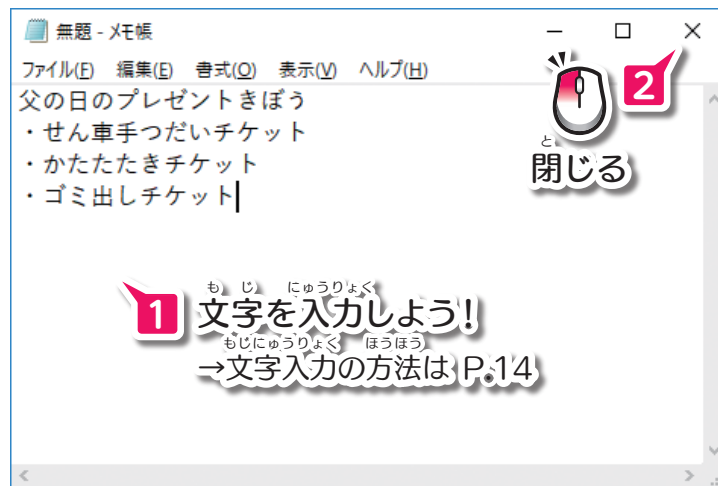 無題 - メモ帳
ファイル(F) 編集(E) 書式(O) 表示(V) ヘルプ(H)
父の日のプレゼントきぼう
・せん車手つだいチケット
・かたたたきチケット
・ゴミ出しチケット
2
と
閉じる
1
もじ にゅうりょく
文字を入力しよう!
もじにゅうりょく ほうほう
→文字入力の方法は P.14